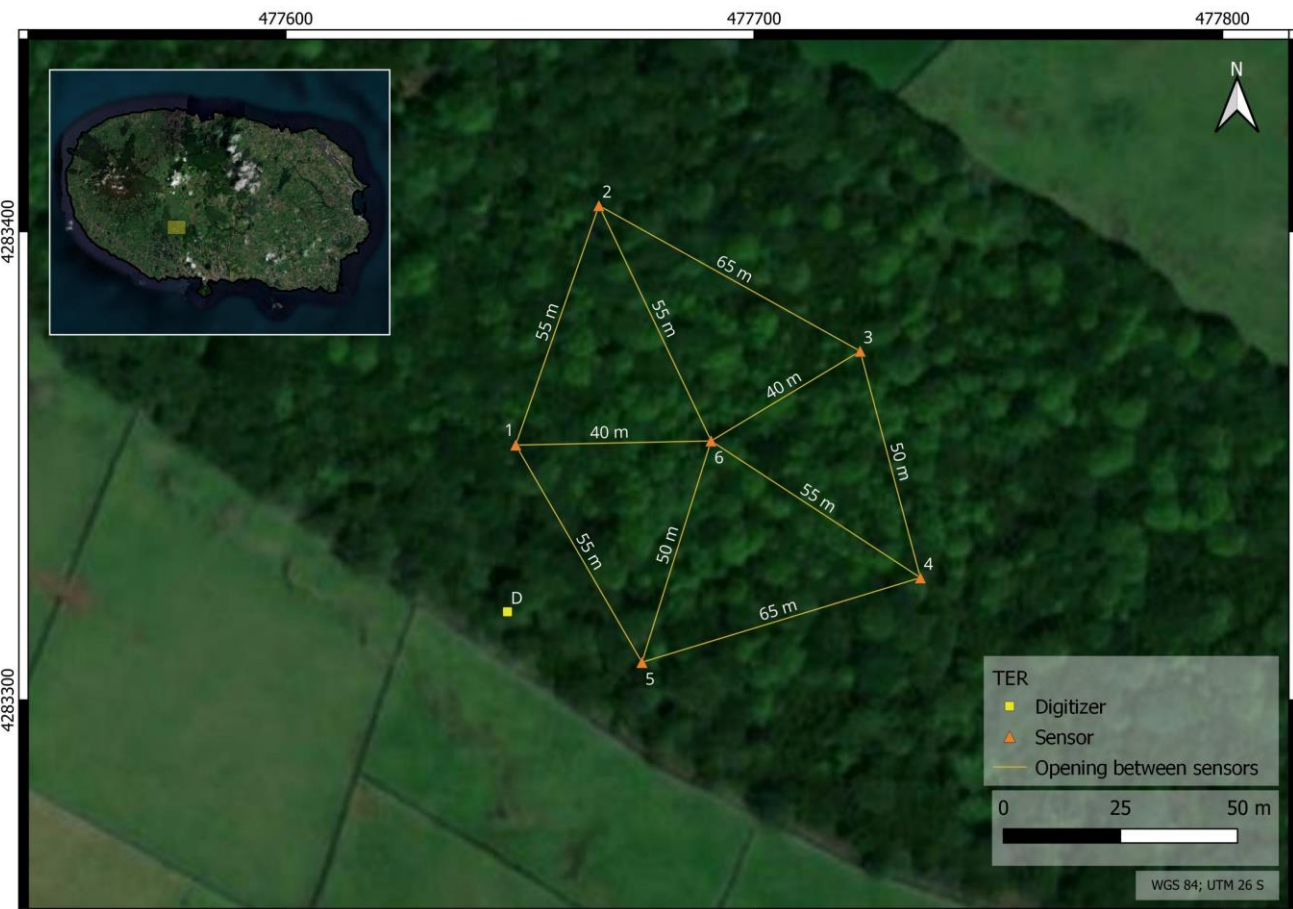 477600
477700
477800
N
4283400
2
65 m
55 m
55 m
3
40 m
1
40 m
6
50 m
55 m
50 m
55 m
4
D
65 m
5
4283300
TER
Digitizer
Sensor
Opening between sensors
0 25 50 m
WGS 84; UTM 26 S